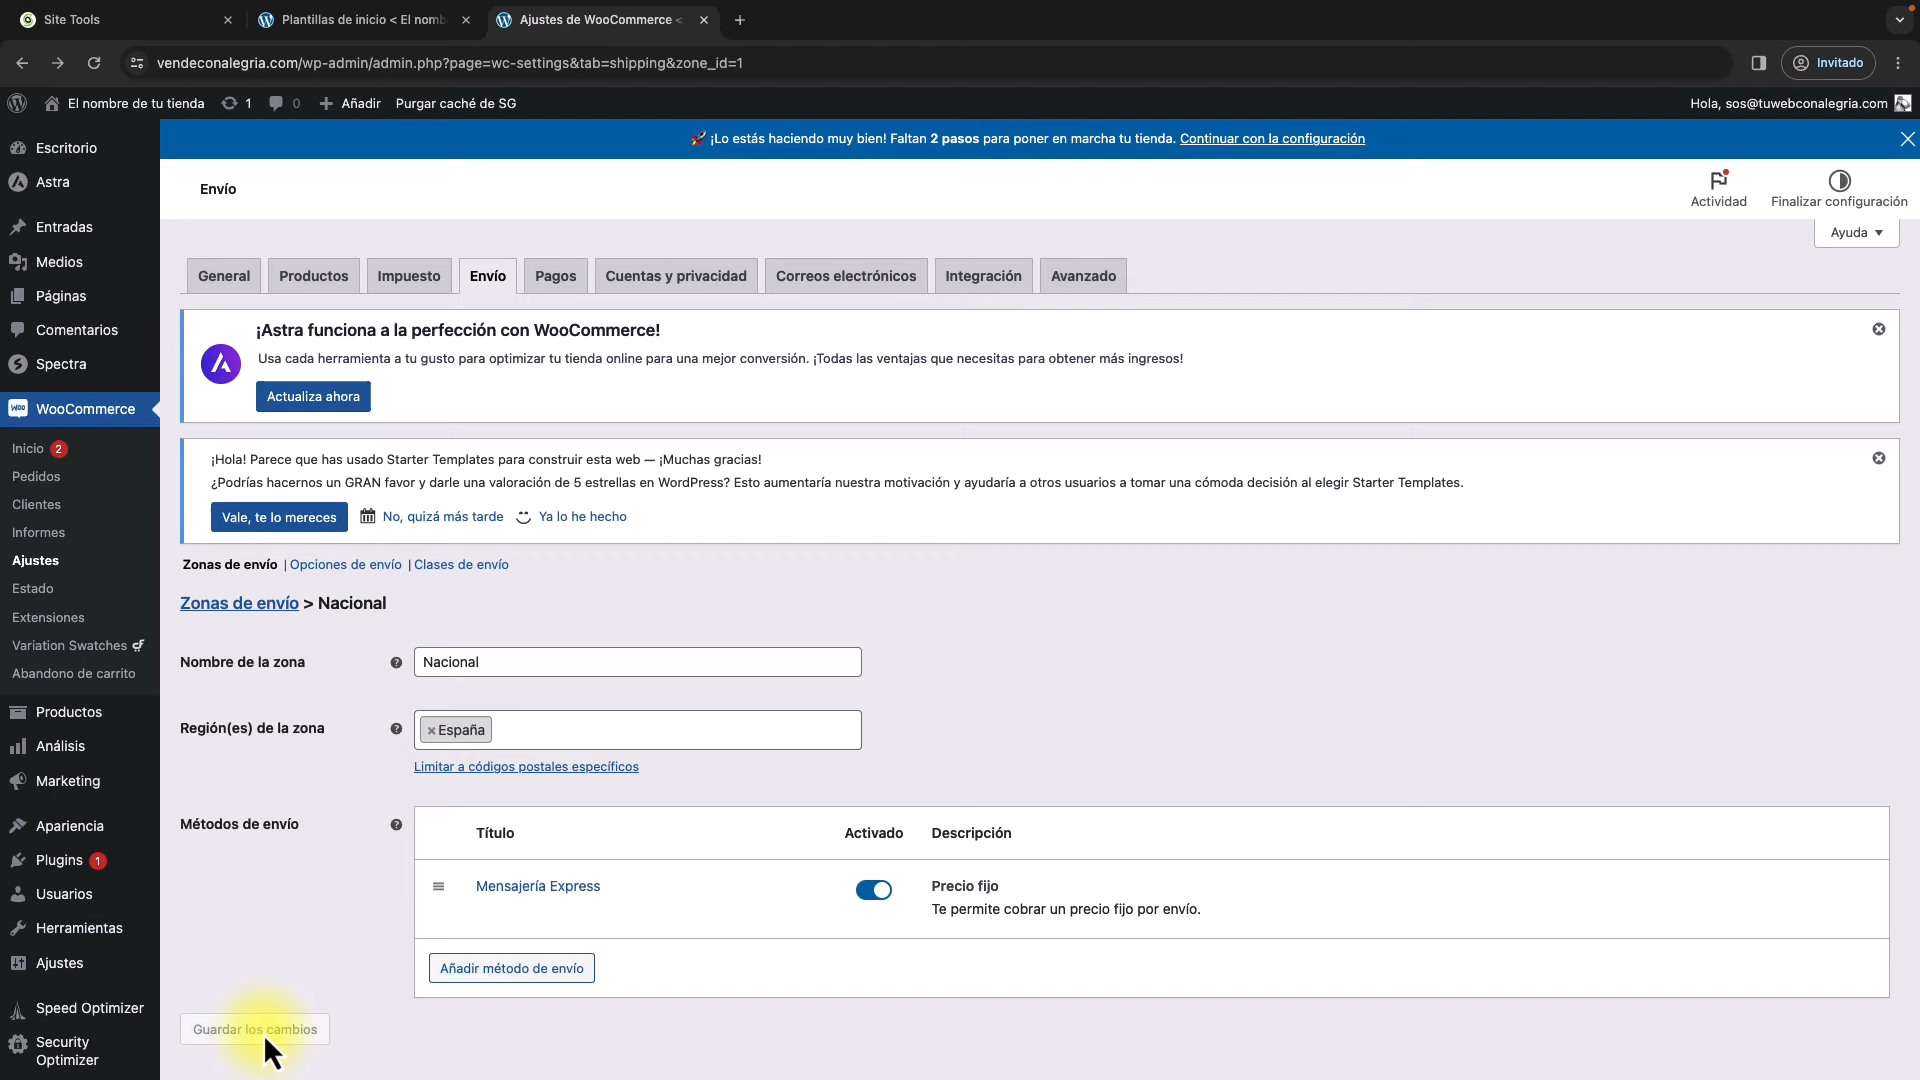 Site Tools
Plantillas de inicio < El nomb
Ajustes de WooCommerce <
vendeconalegria.com/wp-admin/admin.php?page=wc-settings&tab=shipping&zone_id=1
Invitado
El nombre de tu tienda
1
0
Añadir
Purgar caché de SG
Hola, sos@tuwebconalegria.com
🚀 ¡Lo estás haciendo muy bien! Faltan 2 pasos para poner en marcha tu tienda. Continuar con la configuración
Envío
Actividad
Finalizar configuración
Ayuda
Escritorio
Astra
Entradas
Medios
Páginas
Comentarios
Spectra
Woo WooCommerce
Inicio 2
Pedidos
Clientes
Informes
Ajustes
Estado
Extensiones
Variation Swatches
Abandono de carrito
Productos
Análisis
Marketing
Apariencia
Plugins 1
Usuarios
Herramientas
Ajustes
Speed Optimizer
Security
Optimizer
General
Productos
Impuesto
Envío
Pagos
Cuentas y privacidad
Correos electrónicos
Integración
Avanzado
¡Astra funciona a la perfección con WooCommerce!
Usa cada herramienta a tu gusto para optimizar tu tienda online para una mejor conversión. ¡Todas las ventajas que necesitas para obtener más ingresos!
Actualiza ahora
¡Hola! Parece que has usado Starter Templates para construir esta web — ¡Muchas gracias!
¿Podrías hacernos un GRAN favor y darle una valoración de 5 estrellas en WordPress? Esto aumentaría nuestra motivación y ayudaría a otros usuarios a tomar una cómoda decisión al elegir Starter Templates.
Vale, te lo mereces
No, quizá más tarde
Ya lo he hecho
Zonas de envío | Opciones de envío | Clases de envío
Zonas de envío > Nacional
Nombre de la zona
Nacional
Región(es) de la zona
× España
Limitar a códigos postales específicos
Métodos de envío
Título
Activado
Descripción
Mensajería Express
Precio fijo
Te permite cobrar un precio fijo por envío.
Añadir método de envío
Guardar los cambios